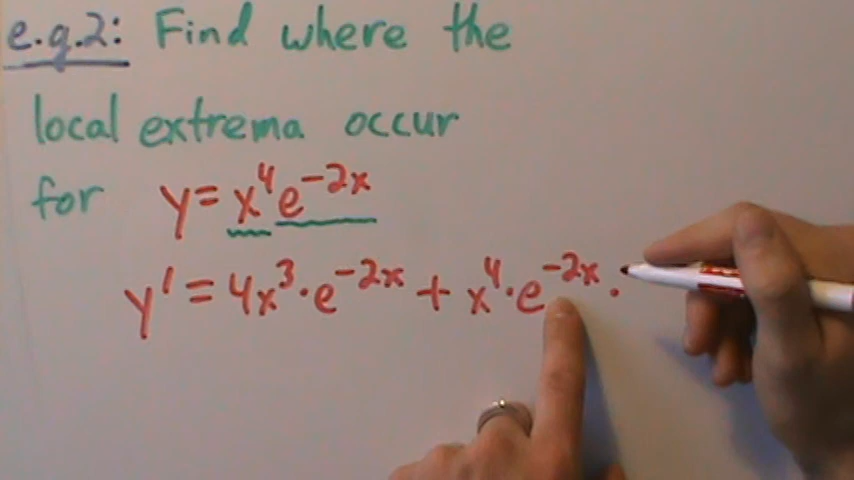 e.g.2: Find where the
local extrema occur
for y = x⁴e⁻²ˣ
y' = 4x³·e⁻²ˣ + x⁴·e⁻²ˣ·